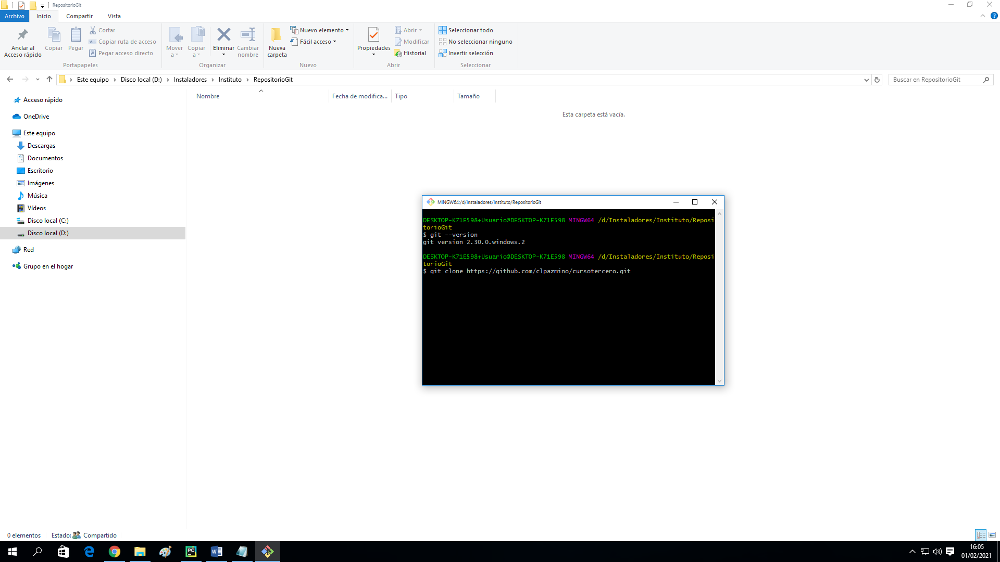 RepositorioGit
Archivo
Inicio
Compartir
Vista
Anclar al
Acceso rápido
Copiar
Pegar
Cortar
Copiar ruta de acceso
Pegar acceso directo
Portapapeles
Mover
a
Copiar
a
Eliminar
Cambiar
nombre
Organizar
Nueva
carpeta
Nuevo elemento
Fácil acceso
Nuevo
Propiedades
Abrir
Modificar
Historial
Abrir
Seleccionar todo
No seleccionar ninguno
Invertir selección
Seleccionar
Este equipo > Disco local (D:) > Instaladores > Instituto > RepositorioGit
Buscar en RepositorioGit
Nombre
Fecha de modifica...
Tipo
Tamaño
Esta carpeta está vacía.
Acceso rápido
OneDrive
Este equipo
Descargas
Documentos
Escritorio
Imágenes
Música
Vídeos
Disco local (C:)
Disco local (D:)
Red
Grupo en el hogar
MINGW64:/d/Instaladores/Instituto/RepositorioGit
DESKTOP-K71E598+Usuario@DESKTOP-K71E598 MINGW64 /d/Instaladores/Instituto/Reposi
torioGit
$ git --version
git version 2.30.0.windows.2
DESKTOP-K71E598+Usuario@DESKTOP-K71E598 MINGW64 /d/Instaladores/Instituto/Reposi
torioGit
$ git clone https://github.com/clpazmino/cursotercero.git
0 elementos
Estado:
Compartido
16:05
01/02/2021